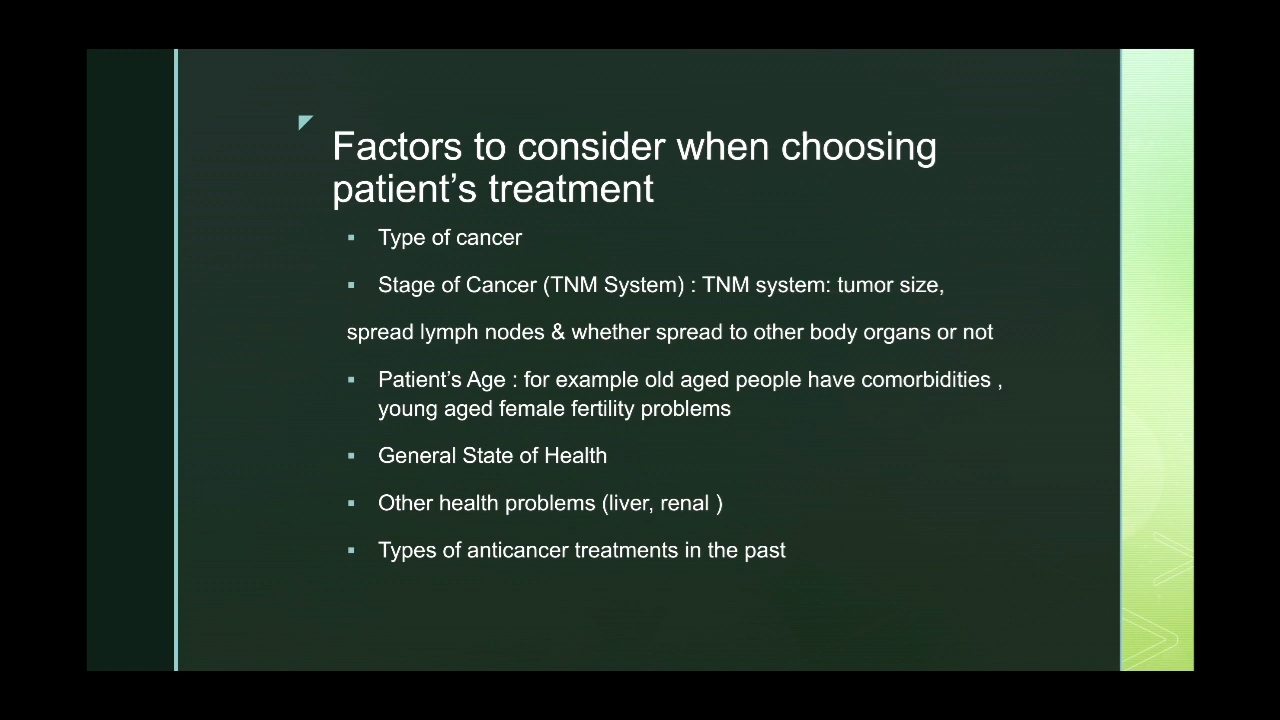 Factors to consider when choosing
patient’s treatment
▪ Type of cancer
▪ Stage of Cancer (TNM System) : TNM system: tumor size,
spread lymph nodes & whether spread to other body organs or not
▪ Patient’s Age : for example old aged people have comorbidities ,
young aged female fertility problems
▪ General State of Health
▪ Other health problems (liver, renal )
▪ Types of anticancer treatments in the past